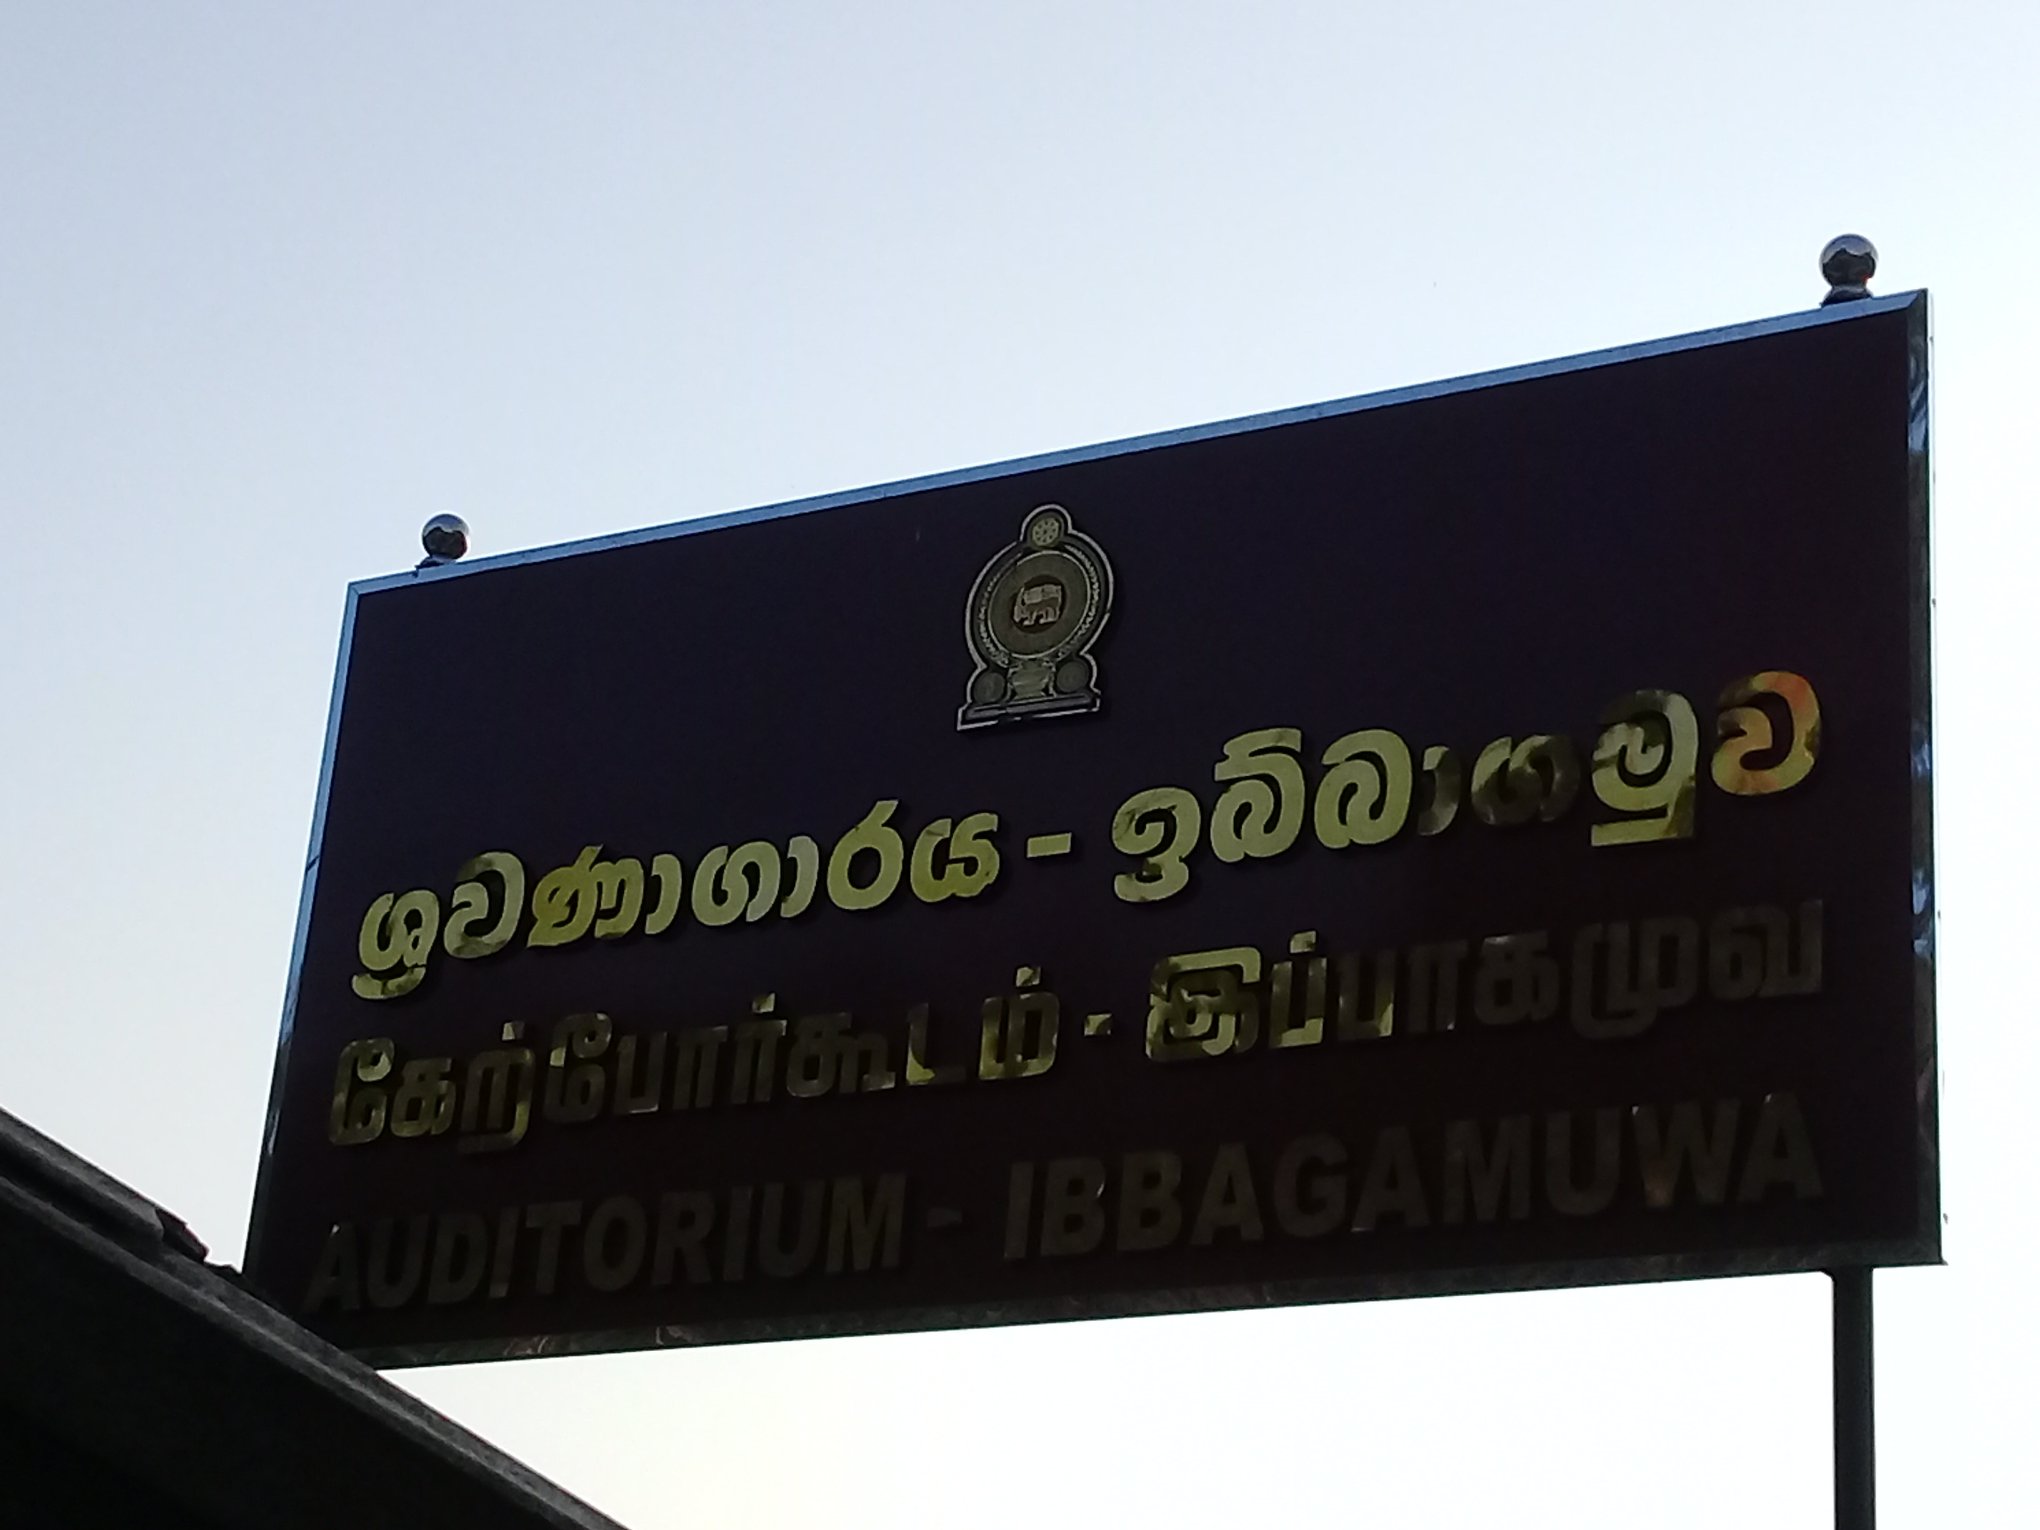 ශ්‍රවණාගාරය - ඉබ්බාගමුව
கேற்போர்கூடம் - இப்பாகமுவ
AUDITORIUM - IBBAGAMUWA